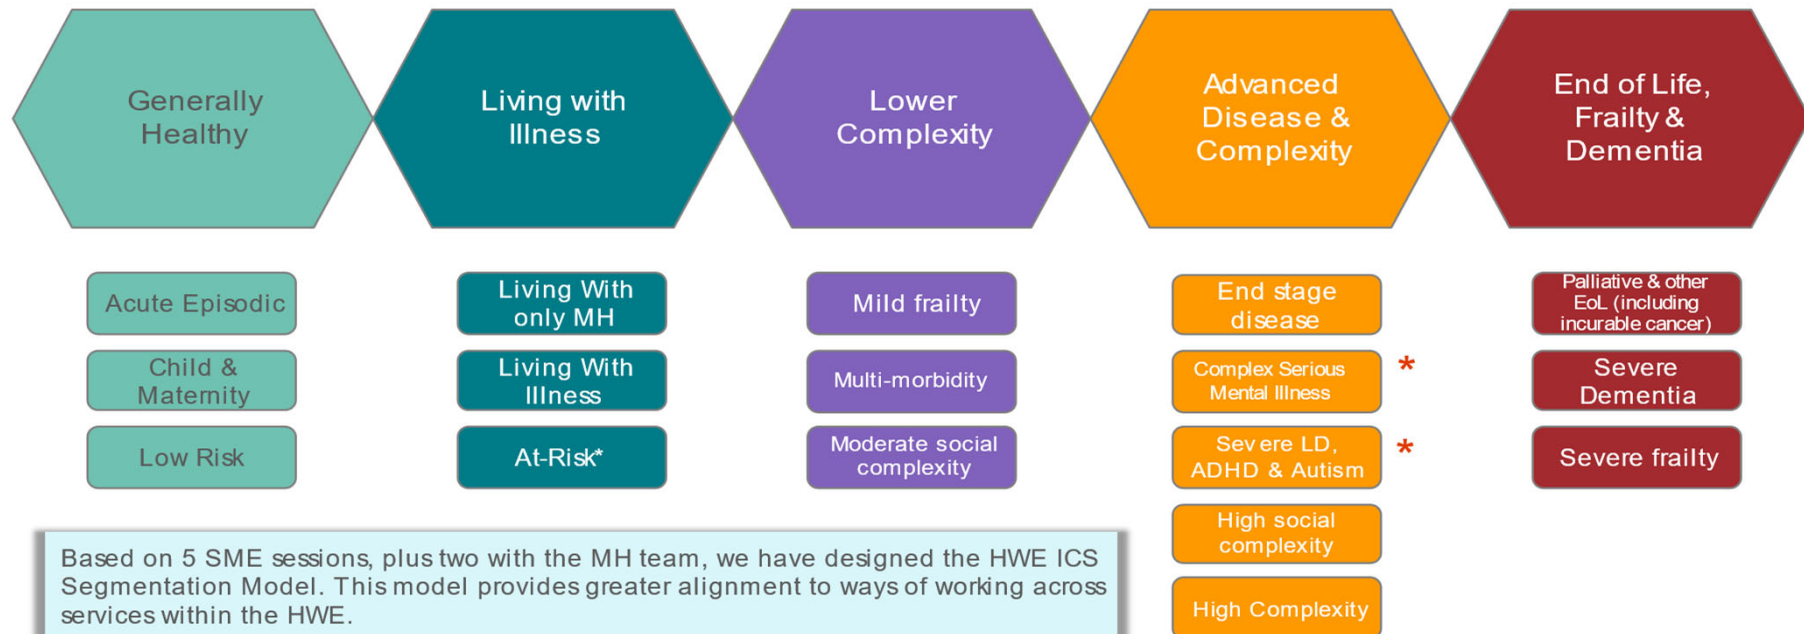 Generally
Healthy
Living with
Illness
Lower
Complexity
Advanced
Disease &
Complexity
End of Life,
Frailty &
Dementia
Acute Episodic
Child &
Maternity
Low Risk
Living With
only MH
Living With
Illness
At-Risk*
Mild frailty
Multi-morbidity
Moderate social
complexity
End stage
disease
Complex Serious
Mental Illness
*
Severe LD,
ADHD & Autism
*
High social
complexity
High Complexity
Palliative & other
EoL (including
incurable cancer)
Severe
Dementia
Severe frailty
Based on 5 SME sessions, plus two with the MH team, we have designed the HWE ICS
Segmentation Model. This model provides greater alignment to ways of working across
services within the HWE.